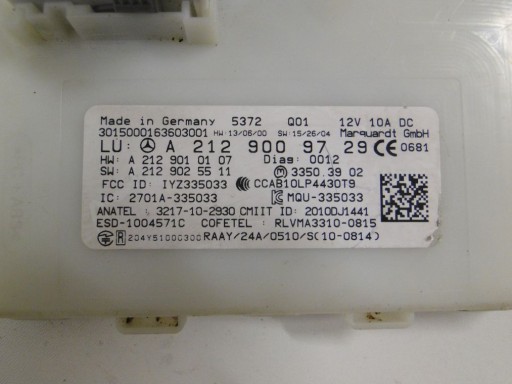 Made in Germany 5372 Q01 12V 10A DC
3015000163603001 HW:13/06/00 SW:15/26/04 Marquardt GmbH
LU: A 212 900 97 29 CE 0681
HW: A 212 901 01 07 Diag: 0012
SW: A 212 902 55 11 M 3350.3902
FCC ID: IYZ335033 CCAB10LP4430T9
IC: 2701A-335033 MQU-335033
ANATEL : 3217-10-2930 CMIIT ID: 2010DJ1441
ESD-1004571C COFETEL: RLVMA3310-0815
R 204Y51000300 RAAY/24A/0510/S(10-0814)